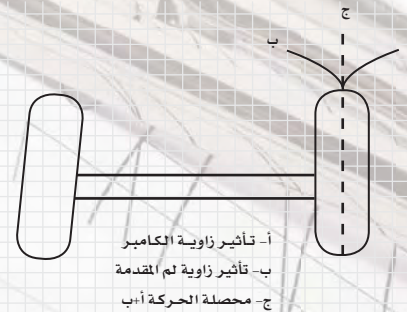 ج
ب
أ- تأثير زاوية الكامبر
ب- تأثير زاوية لم المقدمة
ج- محصلة الحركة أ+ب